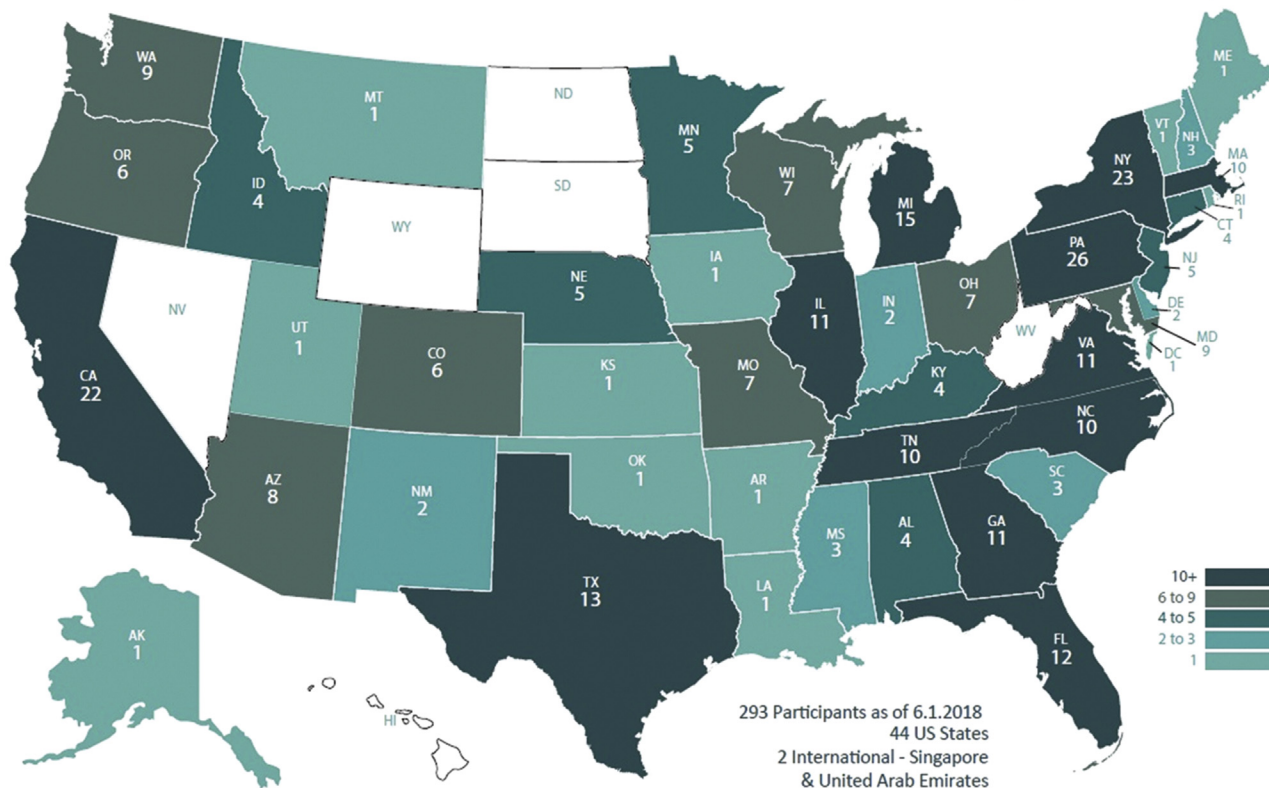 WA
9
OR
6
CA
22
NV
ID
4
MT
1
WY
UT
1
AZ
8
CO
6
NM
2
ND
SD
NE
5
KS
1
OK
1
TX
13
MN
5
IA
1
MO
7
AR
1
LA
1
WI
7
IL
11
MI
15
IN
2
OH
7
KY
4
TN
10
MS
3
AL
4
GA
11
FL
12
SC
3
NC
10
VA
11
WV
PA
26
NY
23
VT
1
NH
3
ME
1
MA
10
RI
1
CT
4
NJ
5
DE
2
MD
9
DC
1
AK
1
HI
10+
6 to 9
4 to 5
2 to 3
1
293 Participants as of 6.1.2018
44 US States
2 International - Singapore
& United Arab Emirates